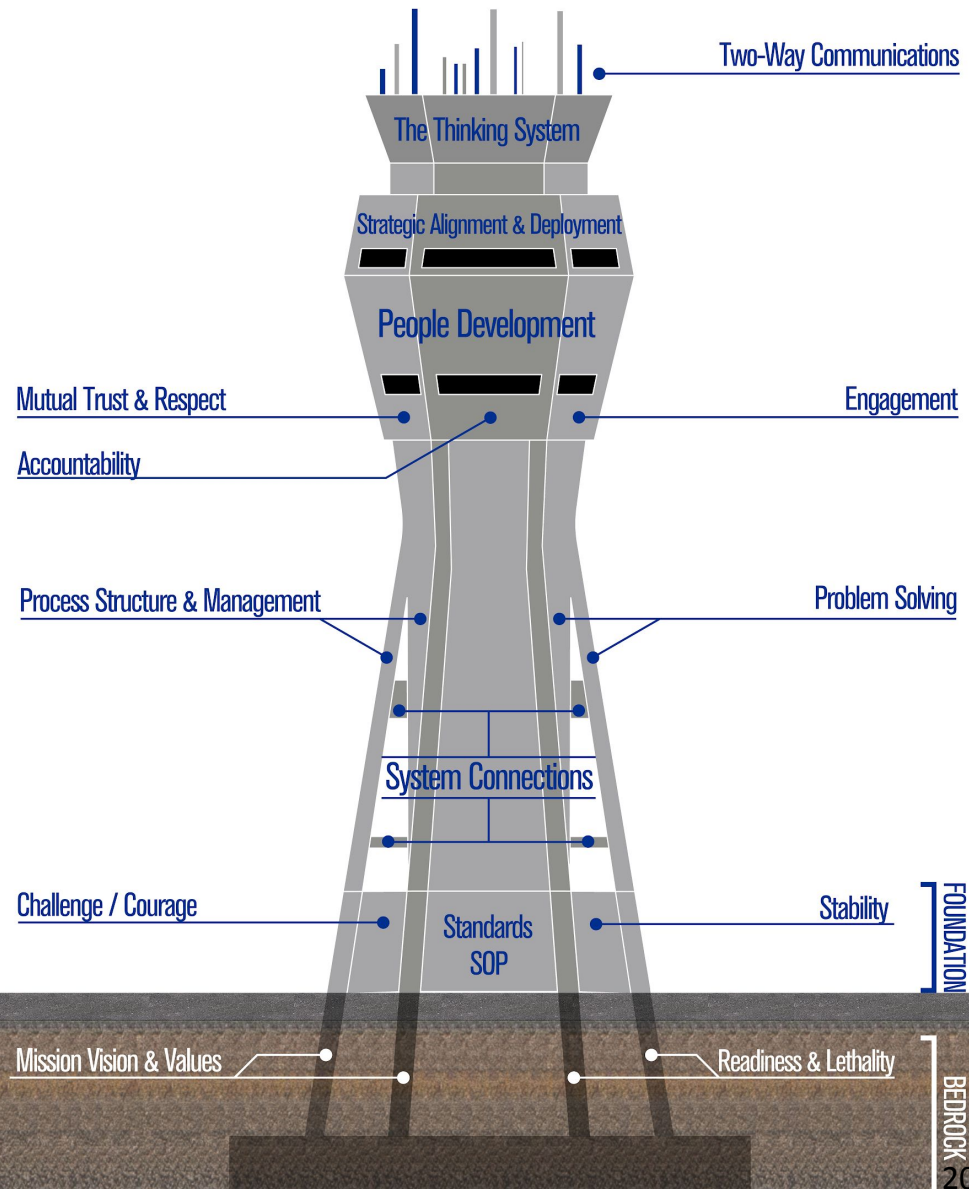 Two-Way Communications
The Thinking System
Strategic Alignment & Deployment
People Development
Mutual Trust & Respect
Engagement
Accountability
Process Structure & Management
Problem Solving
System Connections
Challenge / Courage
Stability
Standards
SOP
FOUNDATION
Mission Vision & Values
Readiness & Lethality
BEDROCK
20